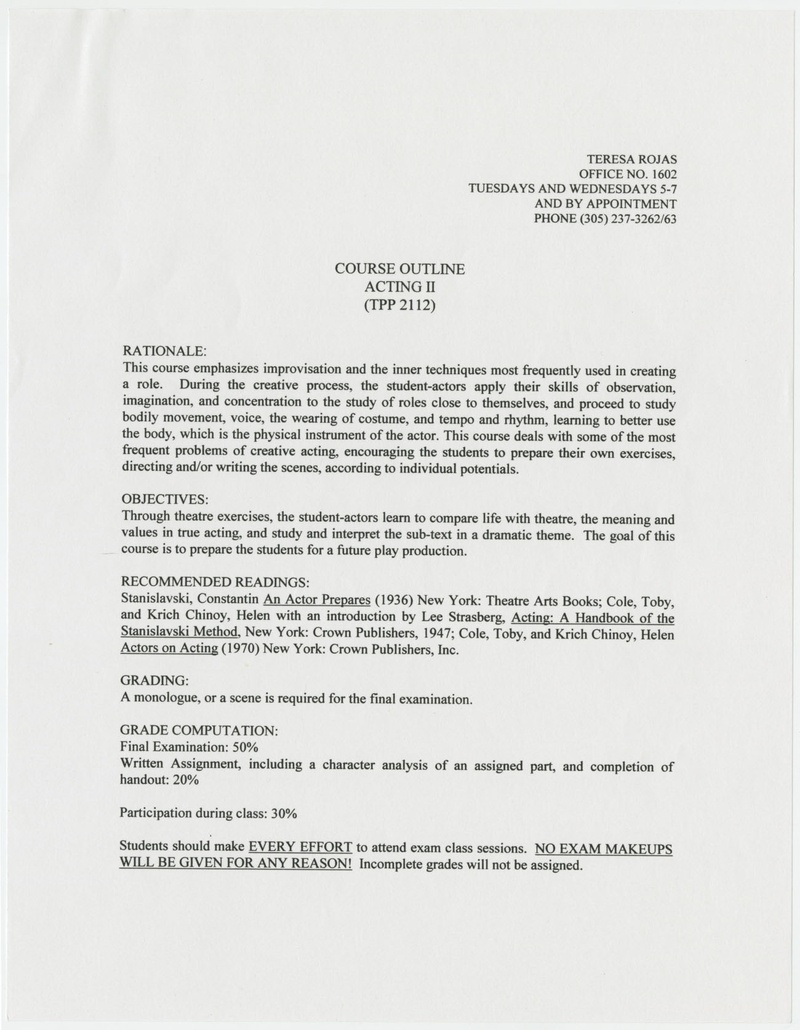 TERESA ROJAS
OFFICE NO. 1602
TUESDAYS AND WEDNESDAYS 5-7
AND BY APPOINTMENT
PHONE (305) 237-3262/63
COURSE OUTLINE
ACTING II
(TPP 2112)
RATIONALE:
This course emphasizes improvisation and the inner techniques most frequently used in creating
a role. During the creative process, the student-actors apply their skills of observation,
imagination, and concentration to the study of roles close to themselves, and proceed to study
bodily movement, voice, the wearing of costume, and tempo and rhythm, learning to better use
the body, which is the physical instrument of the actor. This course deals with some of the most
frequent problems of creative acting, encouraging the students to prepare their own exercises,
directing and/or writing the scenes, according to individual potentials.
OBJECTIVES:
Through theatre exercises, the student-actors learn to compare life with theatre, the meaning and
values in true acting, and study and interpret the sub-text in a dramatic theme. The goal of this
course is to prepare the students for a future play production.
RECOMMENDED READINGS:
Stanislavski, Constantin An Actor Prepares (1936) New York: Theatre Arts Books; Cole, Toby,
and Krich Chinoy, Helen with an introduction by Lee Strasberg, Acting: A Handbook of the
Stanislavski Method, New York: Crown Publishers, 1947; Cole, Toby, and Krich Chinoy, Helen
Actors on Acting (1970) New York: Crown Publishers, Inc.
GRADING:
A monologue, or a scene is required for the final examination.
GRADE COMPUTATION:
Final Examination: 50%
Written Assignment, including a character analysis of an assigned part, and completion of
handout: 20%
Participation during class: 30%
Students should make EVERY EFFORT to attend exam class sessions. NO EXAM MAKEUPS
WILL BE GIVEN FOR ANY REASON! Incomplete grades will not be assigned.